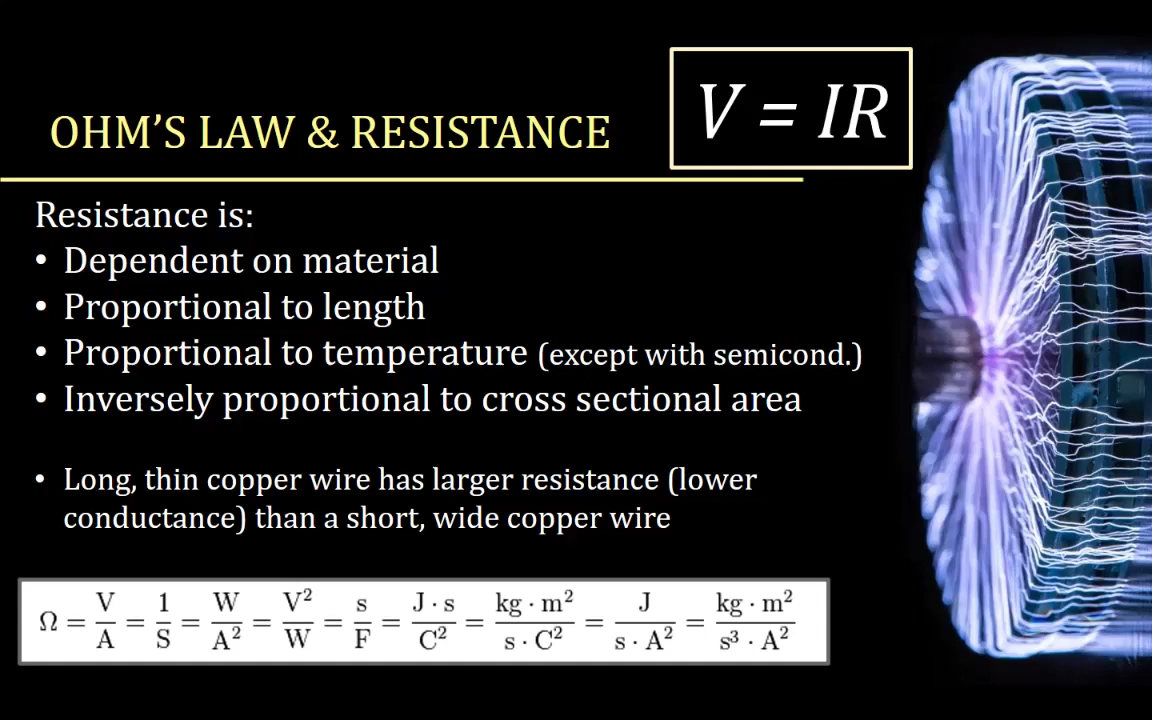 V = IR
OHM'S LAW & RESISTANCE
Resistance is:
• Dependent on material
• Proportional to length
• Proportional to temperature (except with semicond.)
• Inversely proportional to cross sectional area
• Long, thin copper wire has larger resistance (lower
conductance) than a short, wide copper wire
Ω = V/A = 1/S = W/A² = V²/W = s/F = J · s/C² = kg · m²/s · C² = J/s · A² = kg · m²/s³ · A²